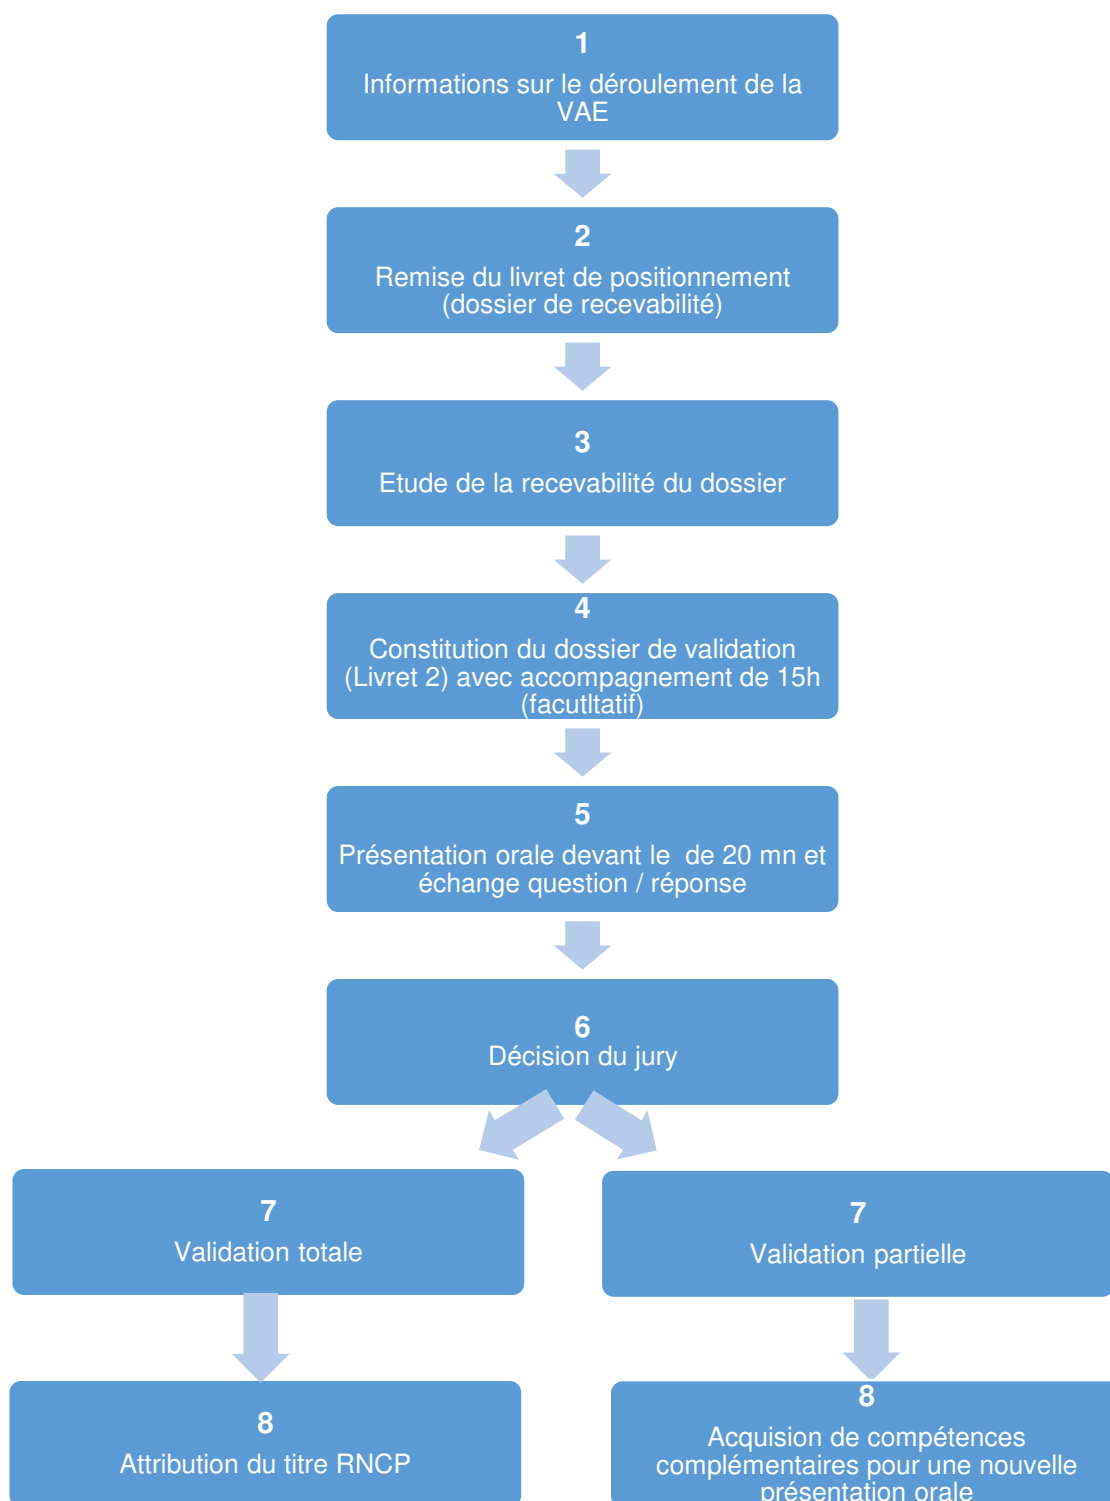 1
Informations sur le déroulement de la
VAE
2
Remise du livret de positionnement
(dossier de recevabilité)
3
Etude de la recevabilité du dossier
4
Constitution du dossier de validation
(Livret 2) avec accompagnement de 15h
(facutltatif)
5
Présentation orale devant le  de 20 mn et
échange question / réponse
6
Décision du jury
7
Validation totale
7
Validation partielle
8
Attribution du titre RNCP
8
Acquision de compétences
complémentaires pour une nouvelle
présentation orale